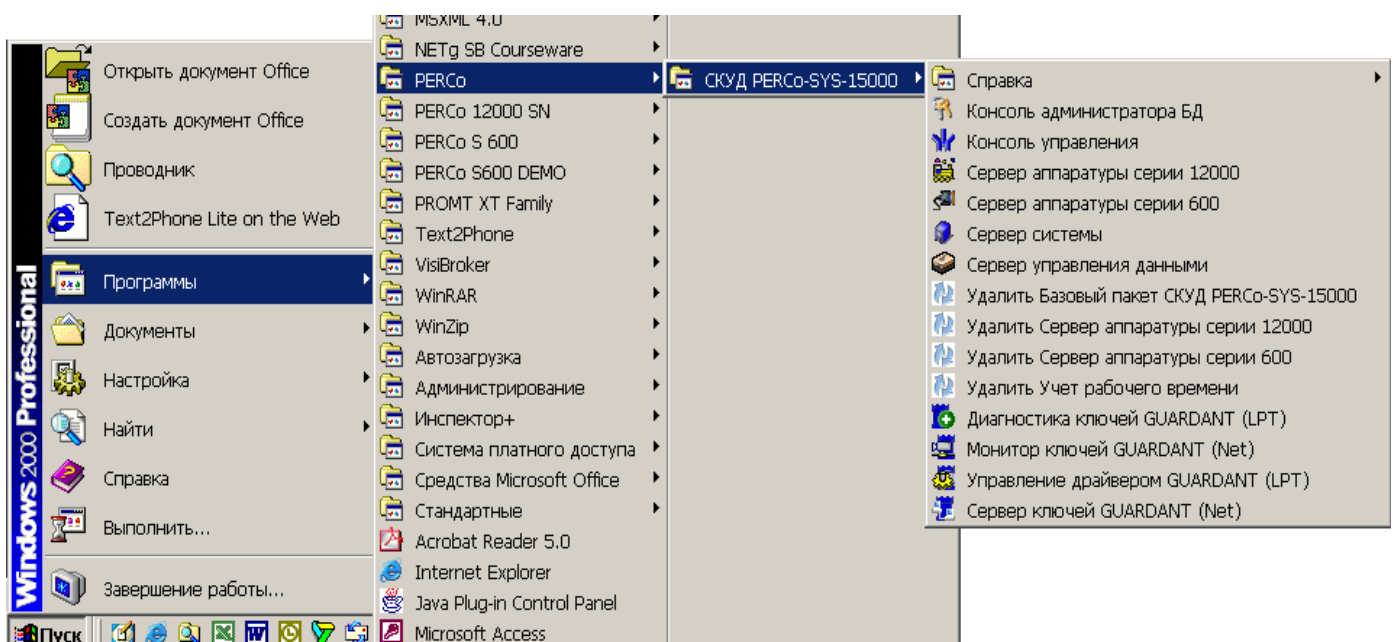 Windows 2000 Professional
Открыть документ Office
Создать документ Office
Проводник
Text2Phone Lite on the Web
Программы
Документы
Настройка
Найти
Справка
Выполнить...
Завершение работы...
Пуск
MSXML 4.0
NETg SB Courseware
PERCo
PERCo 12000 SN
PERCo S 600
PERCo S600 DEMO
PROMT XT Family
Text2Phone
VisiBroker
WinRAR
WinZip
Автозагрузка
Администрирование
Инспектор+
Система платного доступа
Средства Microsoft Office
Стандартные
Acrobat Reader 5.0
Internet Explorer
Java Plug-in Control Panel
Microsoft Access
СКУД PERCo-SYS-15000
Справка
Консоль администратора БД
Консоль управления
Сервер аппаратуры серии 12000
Сервер аппаратуры серии 600
Сервер системы
Сервер управления данными
Удалить Базовый пакет СКУД PERCo-SYS-15000
Удалить Сервер аппаратуры серии 12000
Удалить Сервер аппаратуры серии 600
Удалить Учет рабочего времени
Диагностика ключей GUARDANT (LPT)
Монитор ключей GUARDANT (Net)
Управление драйвером GUARDANT (LPT)
Сервер ключей GUARDANT (Net)